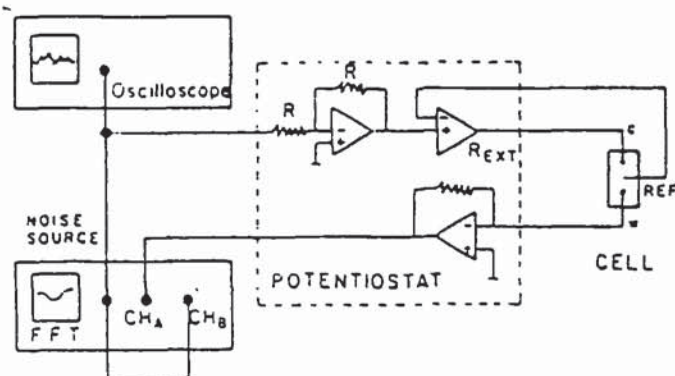 R
Oscilloscope
R
-
+
-
+
R EXT
C
REF
NOISE
SOURCE
-
+
W
CELL
POTENTIOSTAT
CH A
CH B
FFT